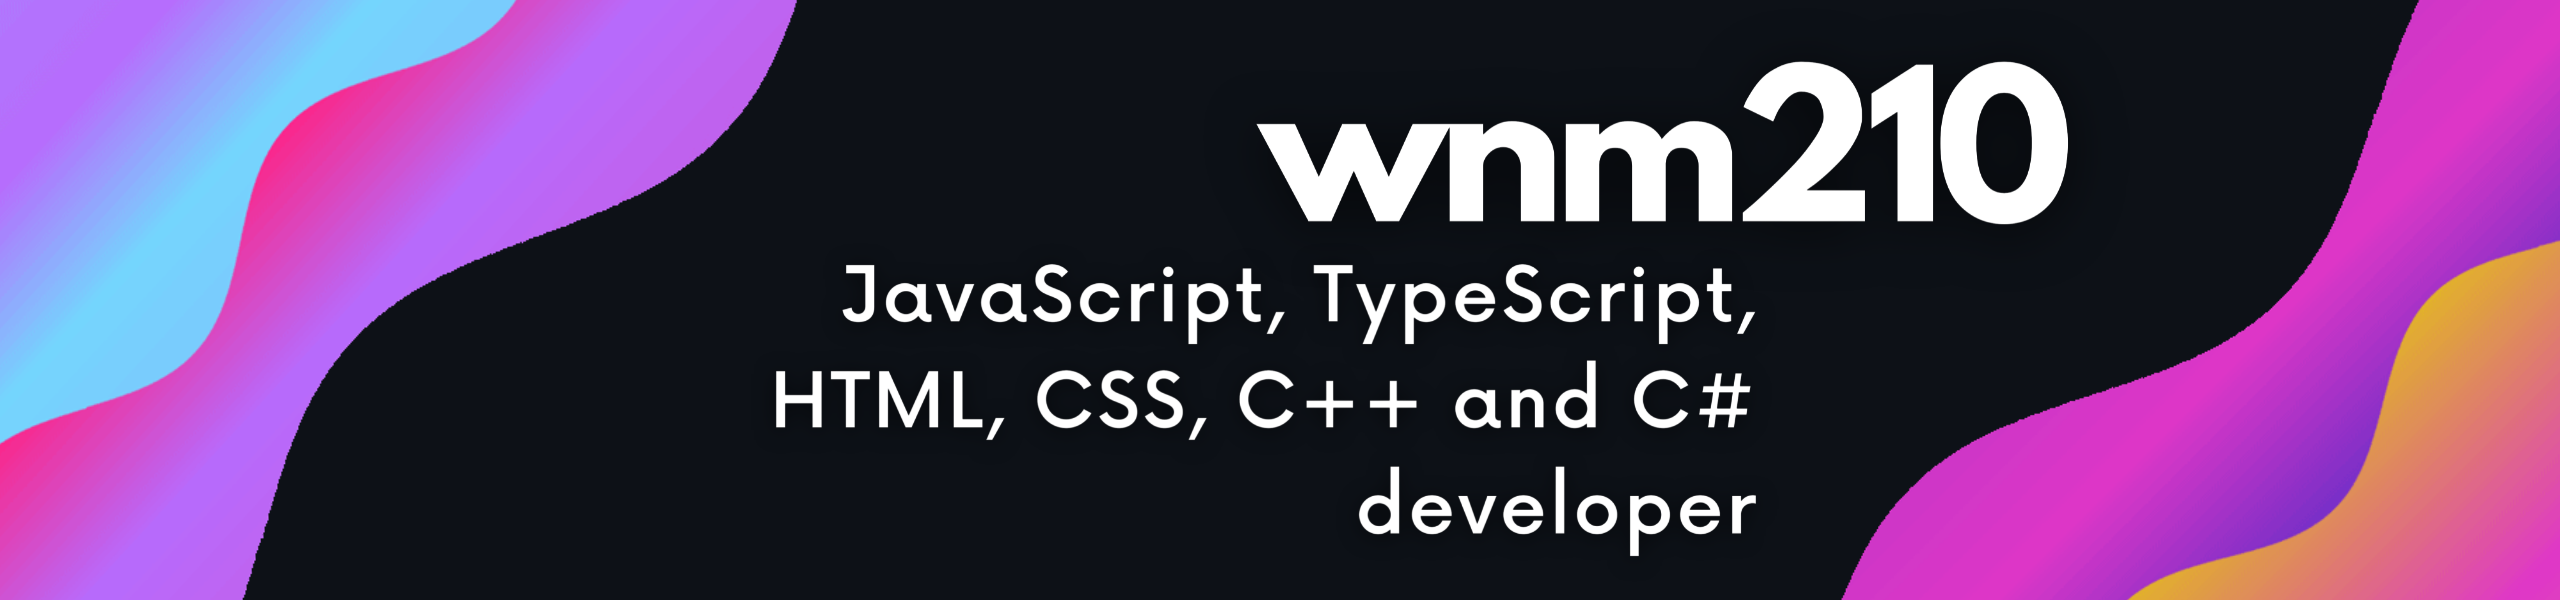 wnm210
JavaScript, TypeScript,
HTML, CSS, C++ and C#
developer